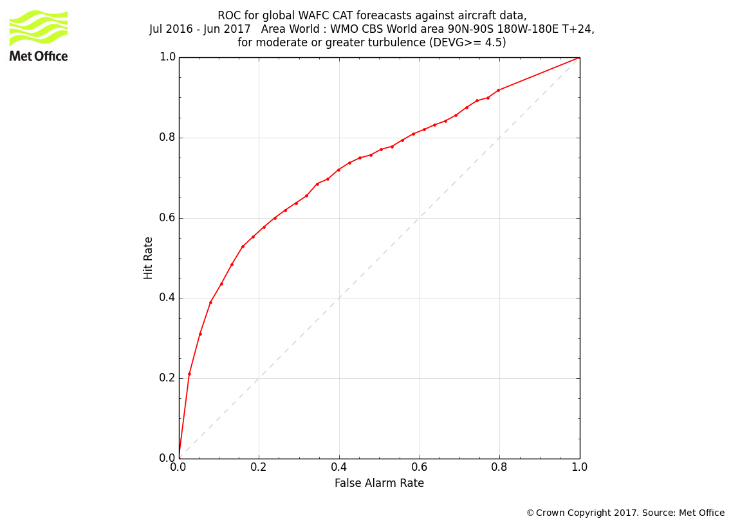 ROC for global WAFC CAT foreacasts against aircraft data,
Jul 2016 - Jun 2017   Area World : WMO CBS World area 90N-90S 180W-180E T+24,
for moderate or greater turbulence (DEVG>= 4.5)
Met Office
1.0
0.8
0.6
0.4
0.2
0.0
Hit Rate
0.0 0.2 0.4 0.6 0.8 1.0
False Alarm Rate
© Crown Copyright 2017. Source: Met Office